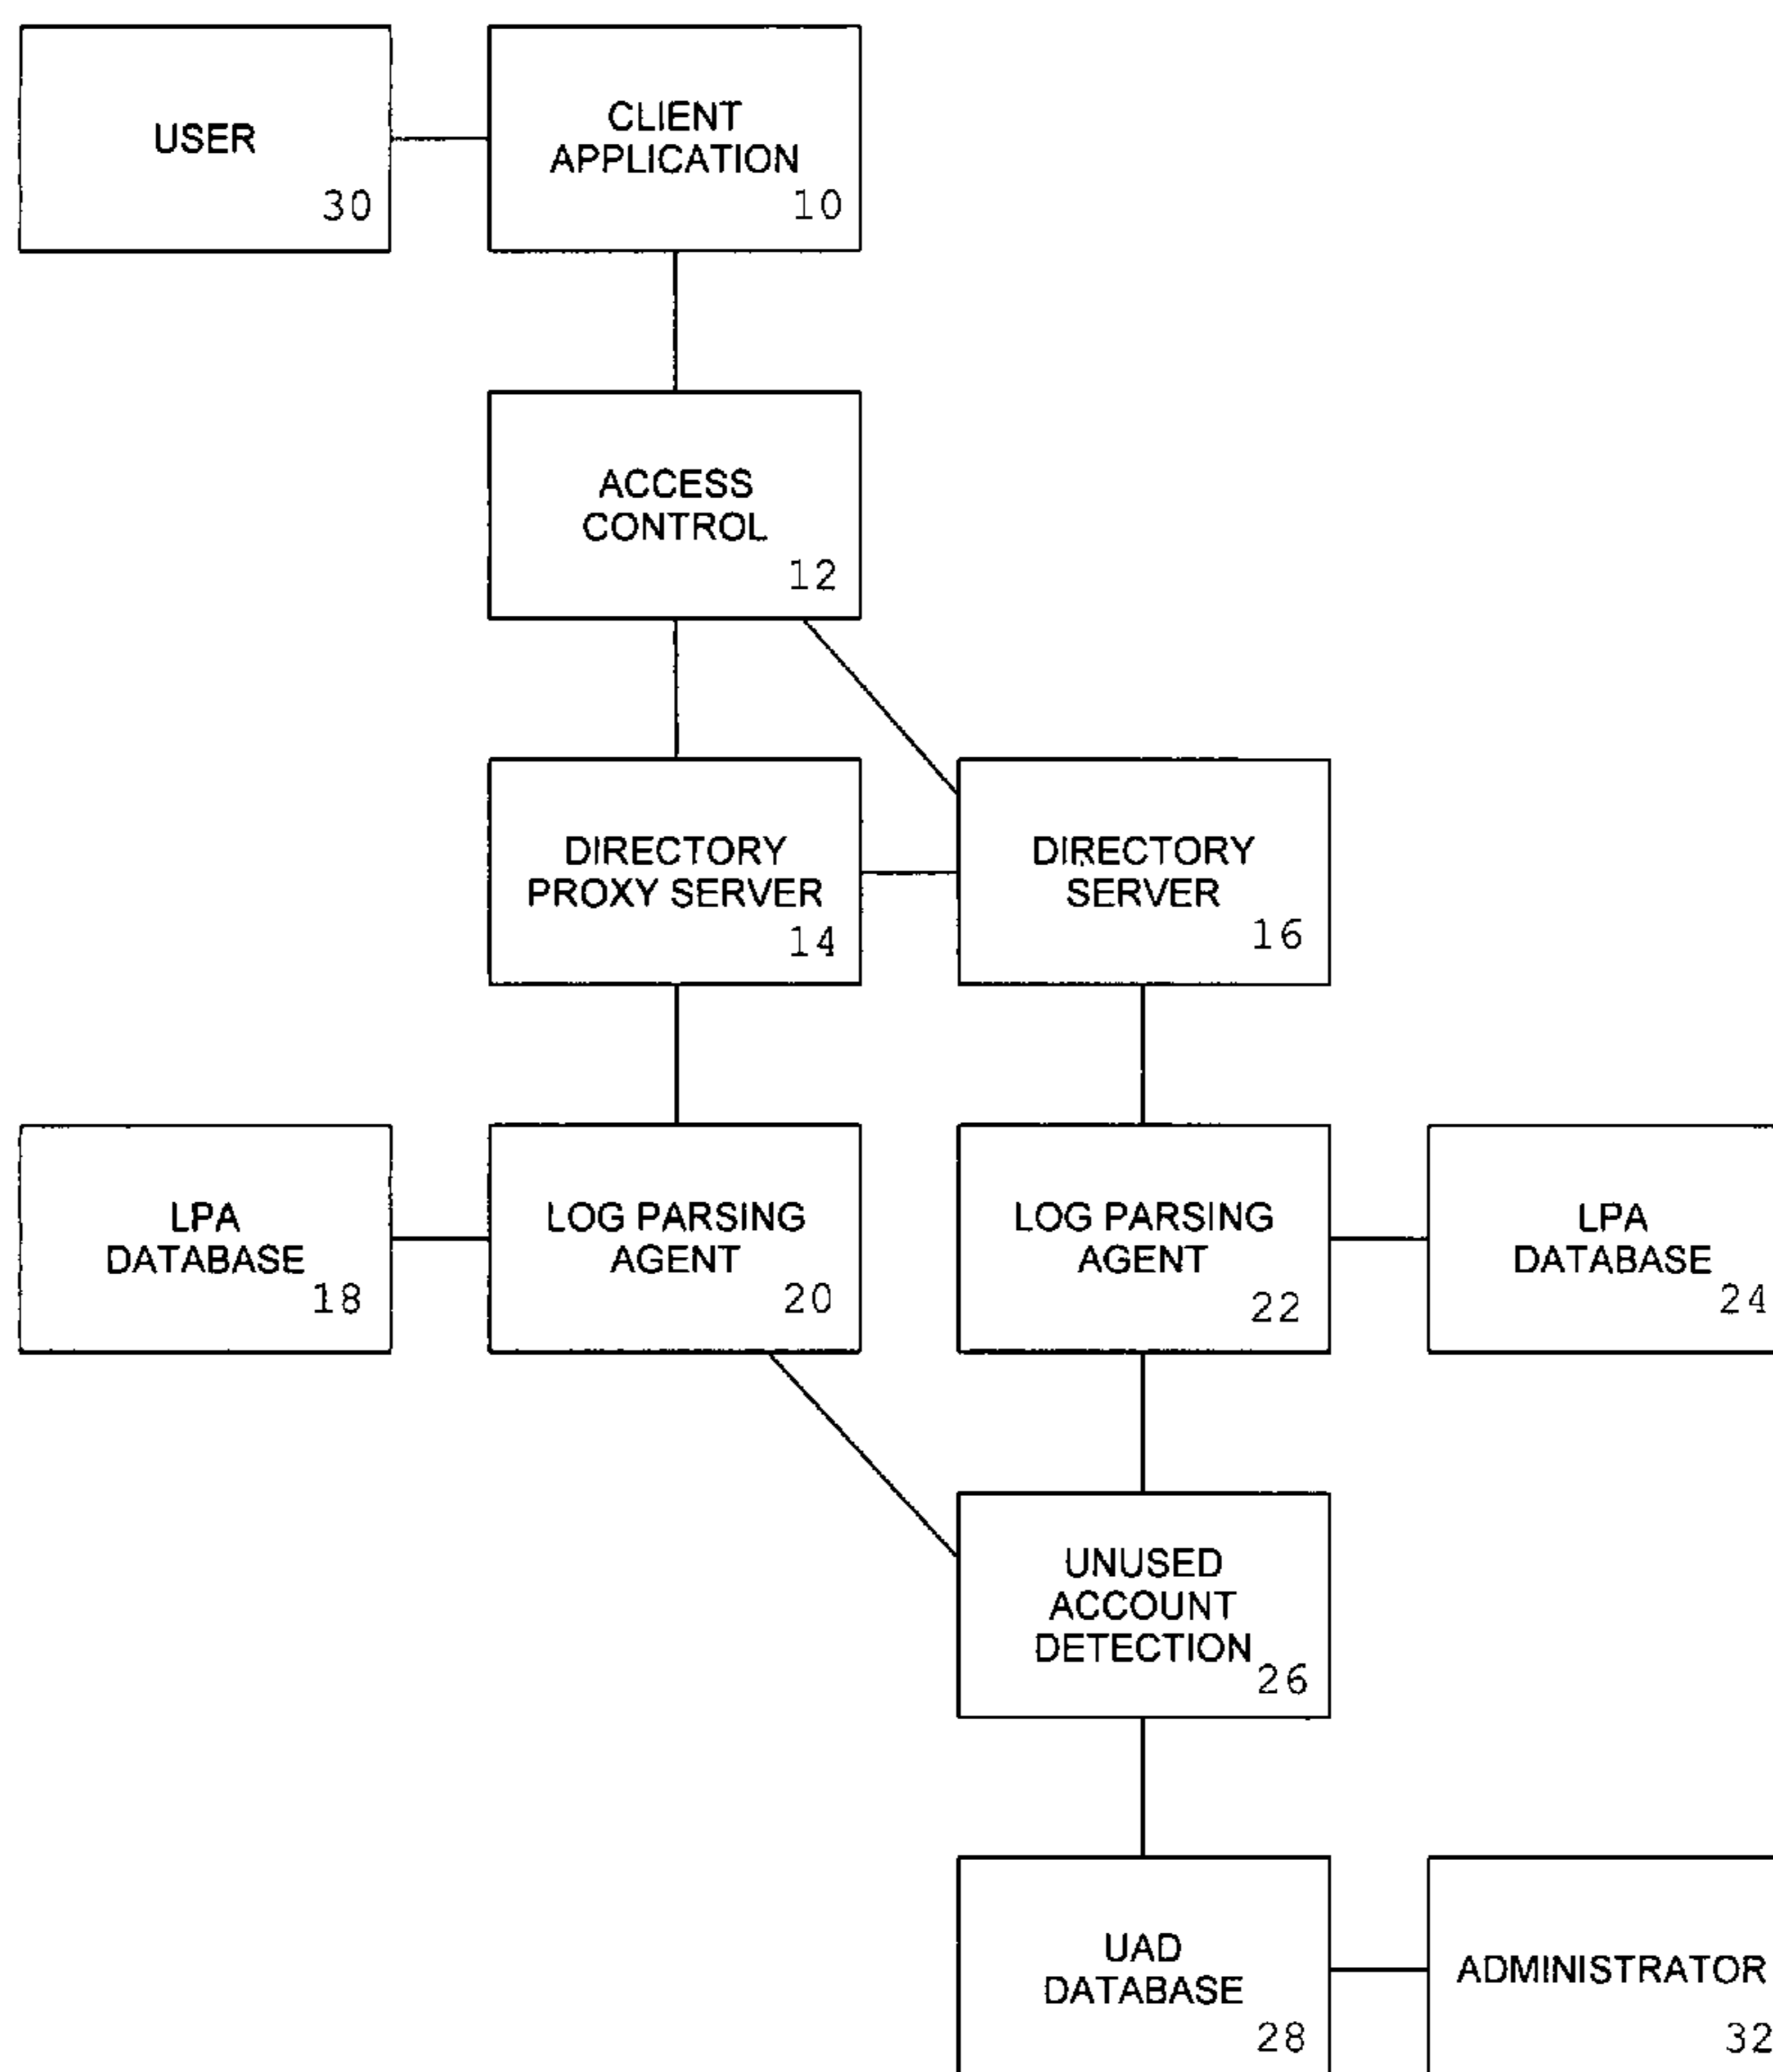 USER
30
CLIENT
APPLICATION
10
ACCESS
CONTROL
12
DIRECTORY
PROXY SERVER
14
DIRECTORY
SERVER
16
LPA
DATABASE
18
LOG PARSING
AGENT
20
LOG PARSING
AGENT
22
LPA
DATABASE
24
UNUSED
ACCOUNT
DETECTION
26
UAD
DATABASE
28
ADMINISTRATOR
32